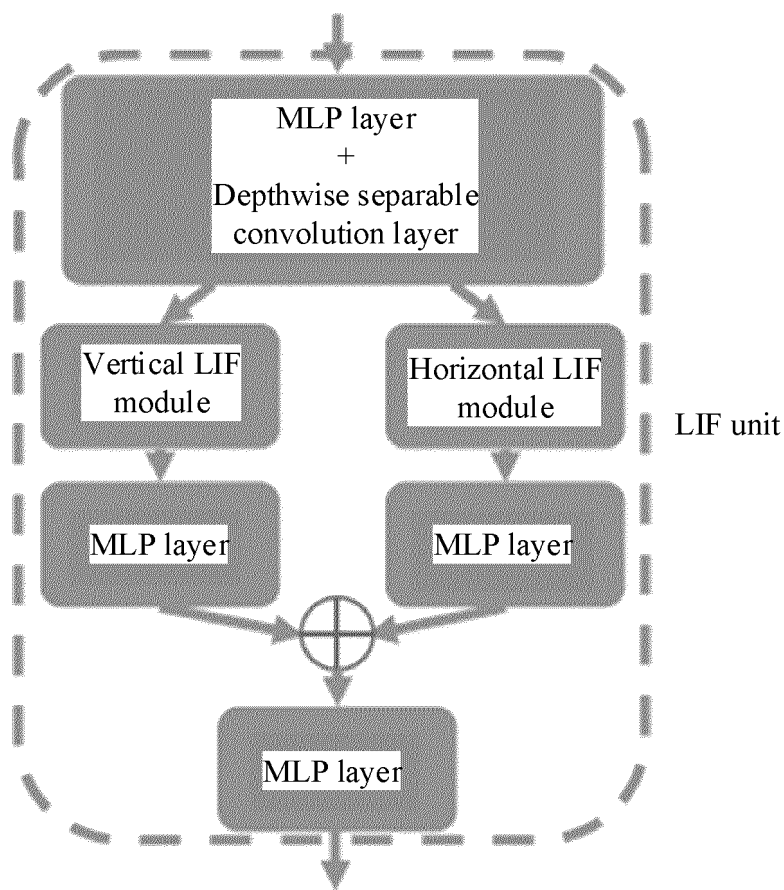 MLP layer
+
Depthwise separable
convolution layer
Vertical LIF
module
Horizontal LIF
module
LIF unit
MLP layer
MLP layer
MLP layer